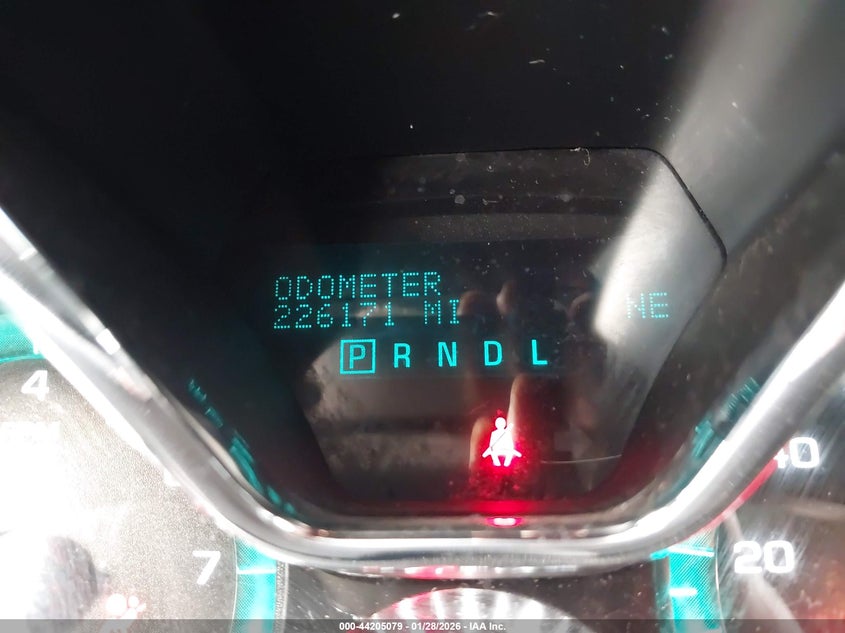 ODOMETER
226171 MI NE
P R N D L
4
40
7
20
000-44205079 - 01/28/2026 - IAA Inc.